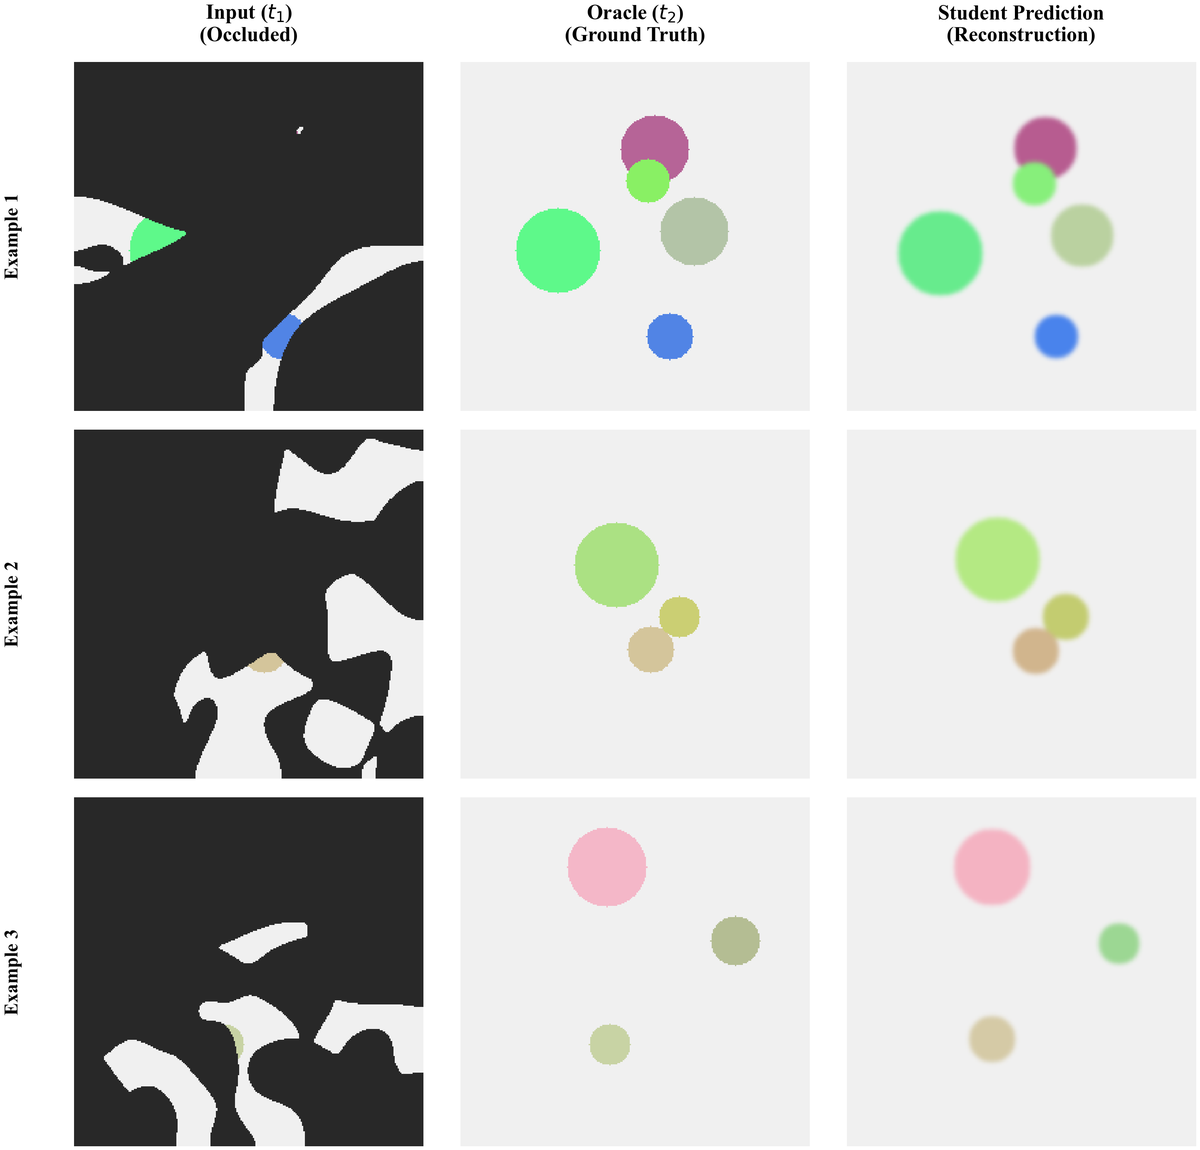 Input (t₁)
(Occluded)
Oracle (t₂)
(Ground Truth)
Student Prediction
(Reconstruction)
Example 1
Example 2
Example 3